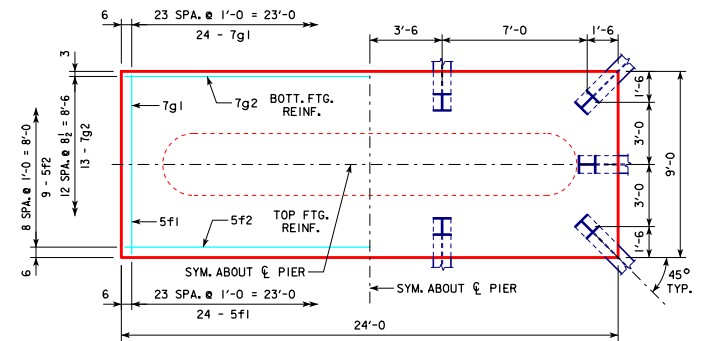 6
23 SPA. @ 1'-0 = 23'-0
24 - 7g1
3'-6
7'-0
1'-6
3
7g1
7g2
BOTT. FTG.
REINF.
1'-6
3'-0
9'-0
3'-0
1'-6
8 SPA. @ 1'-0 = 8'-0
9 - 5f2
12 SPA. @ 8 1/2 = 8'-6
13 - 7g2
5f1
5f2
TOP FTG.
REINF.
6
SYM. ABOUT ℄ PIER
45°
TYP.
6
23 SPA. @ 1'-0 = 23'-0
24 - 5f1
SYM. ABOUT ℄ PIER
24'-0